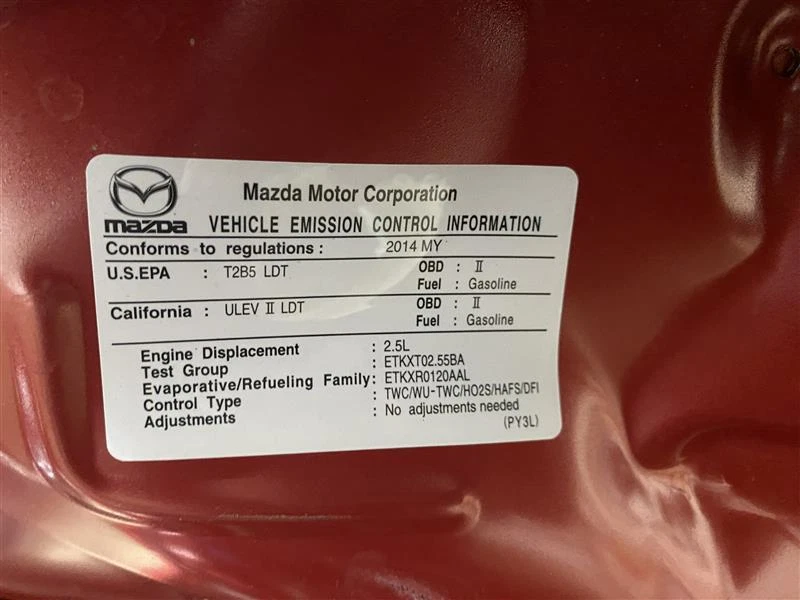 Mazda Motor Corporation
mazda VEHICLE EMISSION CONTROL INFORMATION
Conforms to regulations : 2014 MY
U.S.EPA : T2B5 LDT OBD : II
Fuel : Gasoline
California : ULEV II LDT OBD : II
Fuel : Gasoline
Engine Displacement : 2.5L
Test Group : ETKXT02.55BA
Evaporative/Refueling Family: ETKXR0120AAL
Control Type : TWC/WU-TWC/HO2S/HAFS/DFI
Adjustments : No adjustments needed
(PY3L)